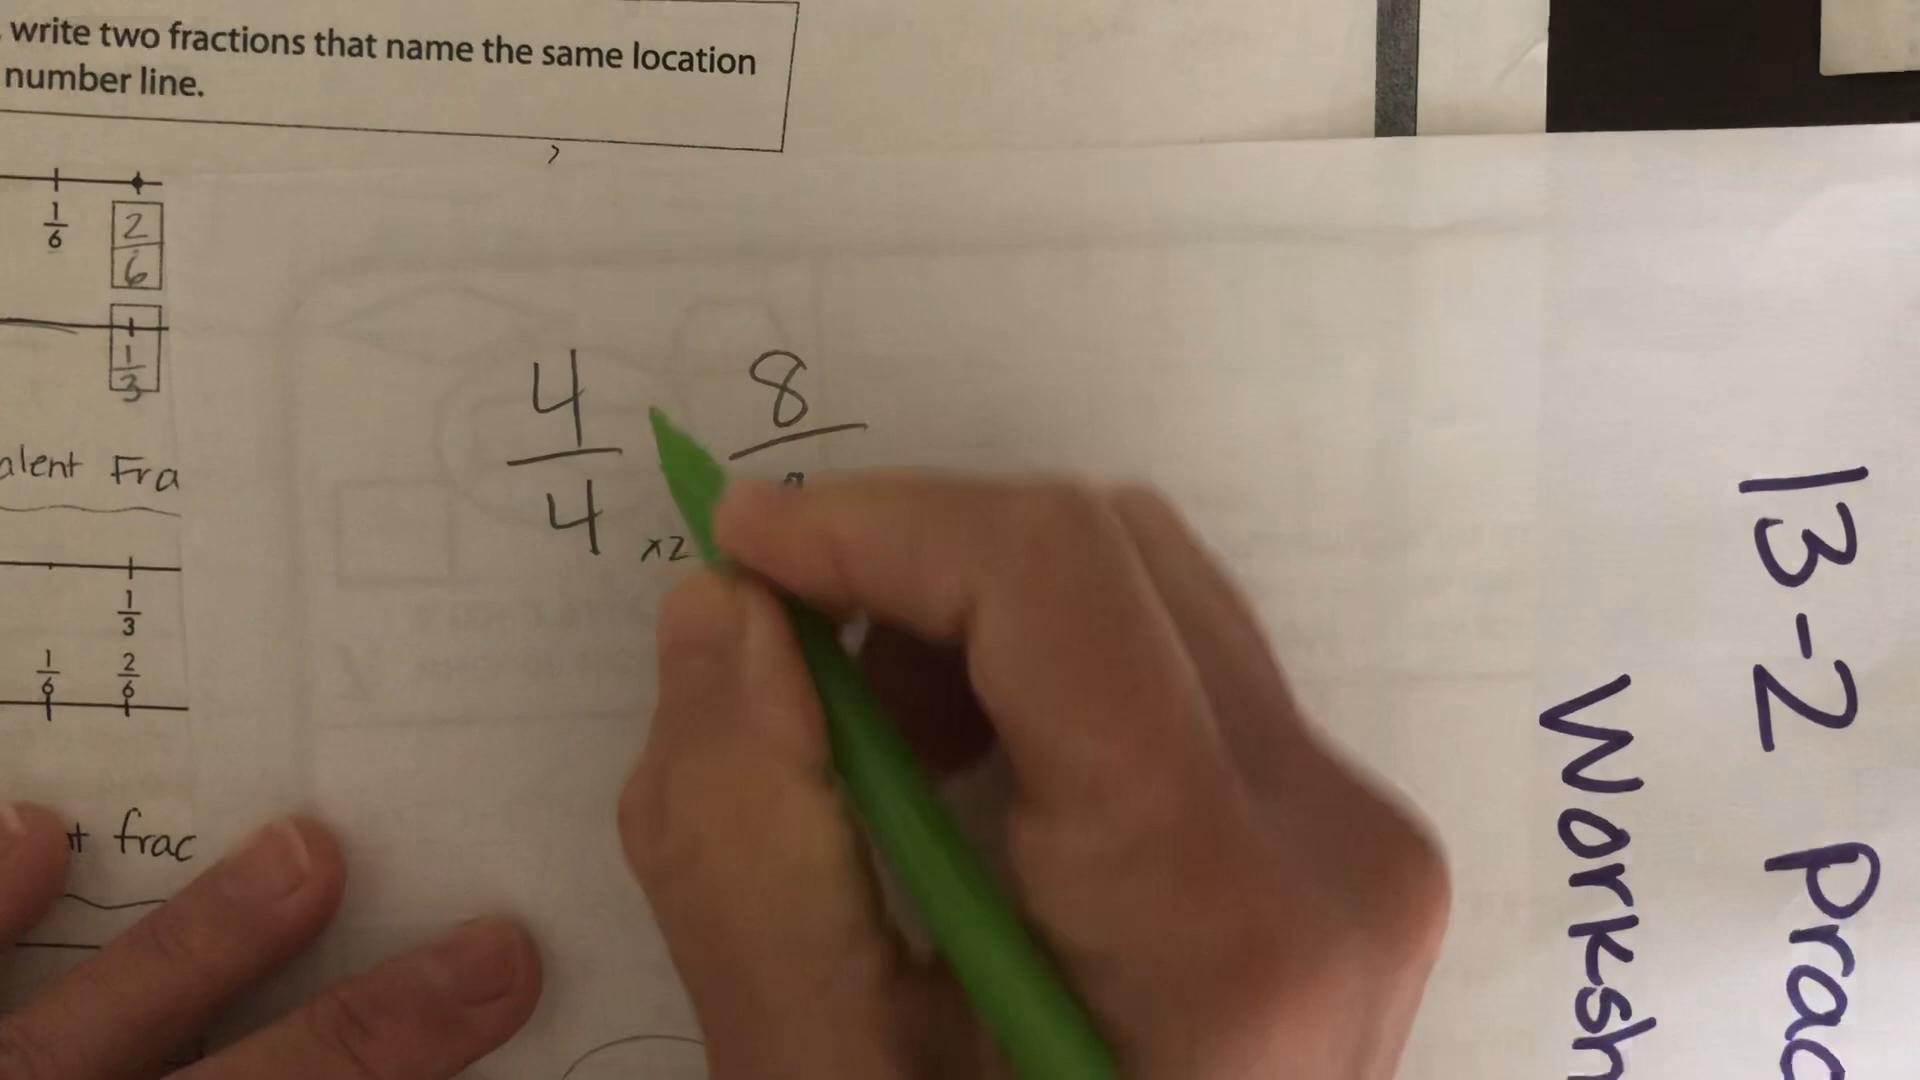 write two fractions that name the same location
number line.
1/6
2/6
1/3
alent Fra
1/3
1/6 2/6
frac
4/4 8
x2
13-2 Prac
Worksh